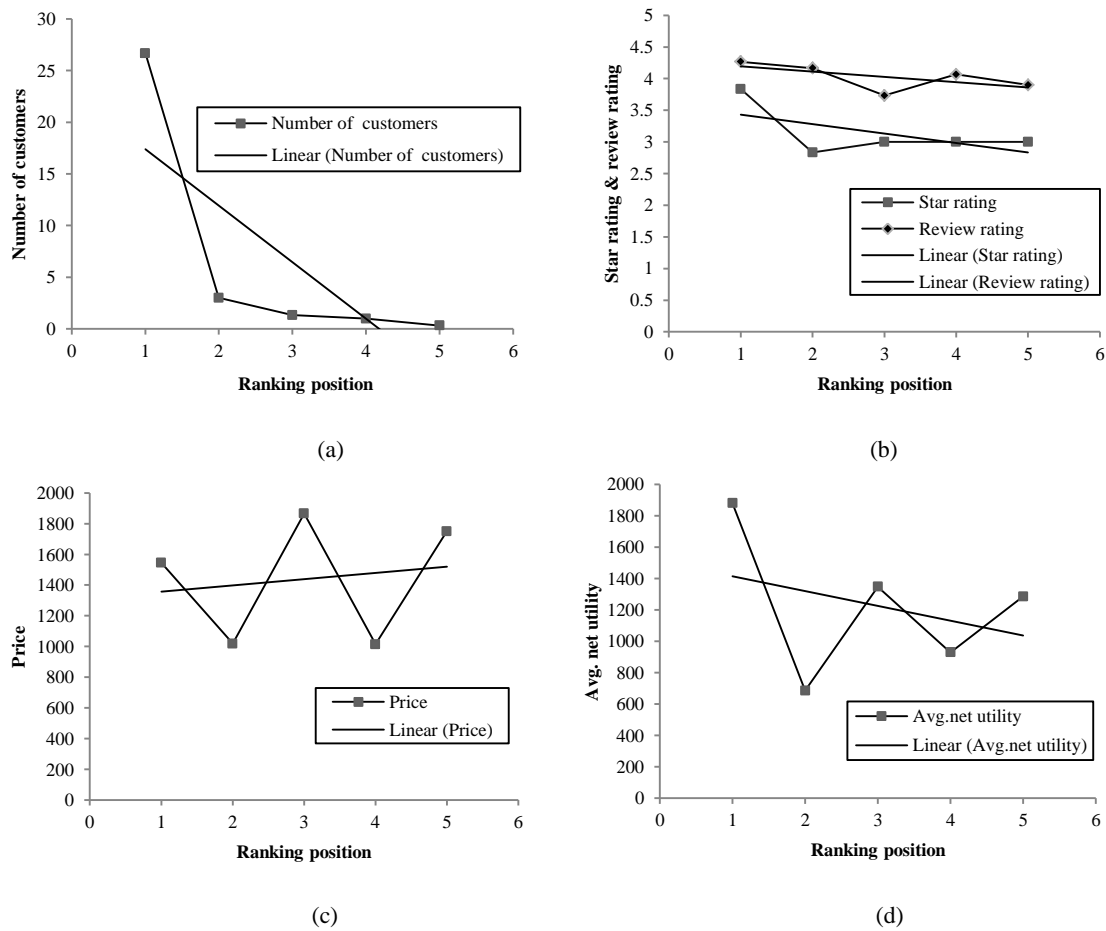 30
25
20
15
10
5
0
Number of customers
Number of customers
Linear (Number of customers)
0 1 2 3 4 5 6
Ranking position
(a)
5
4.5
4
3.5
3
2.5
2
1.5
1
0.5
0
Star rating & review rating
Star rating
Review rating
Linear (Star rating)
Linear (Review rating)
0 1 2 3 4 5 6
Ranking position
(b)
2000
1800
1600
1400
1200
1000
800
600
400
200
0
Price
Price
Linear (Price)
0 1 2 3 4 5 6
Ranking position
(c)
2000
1800
1600
1400
1200
1000
800
600
400
200
0
Avg. net utility
Avg.net utility
Linear (Avg.net utility)
0 1 2 3 4 5 6
Ranking position
(d)